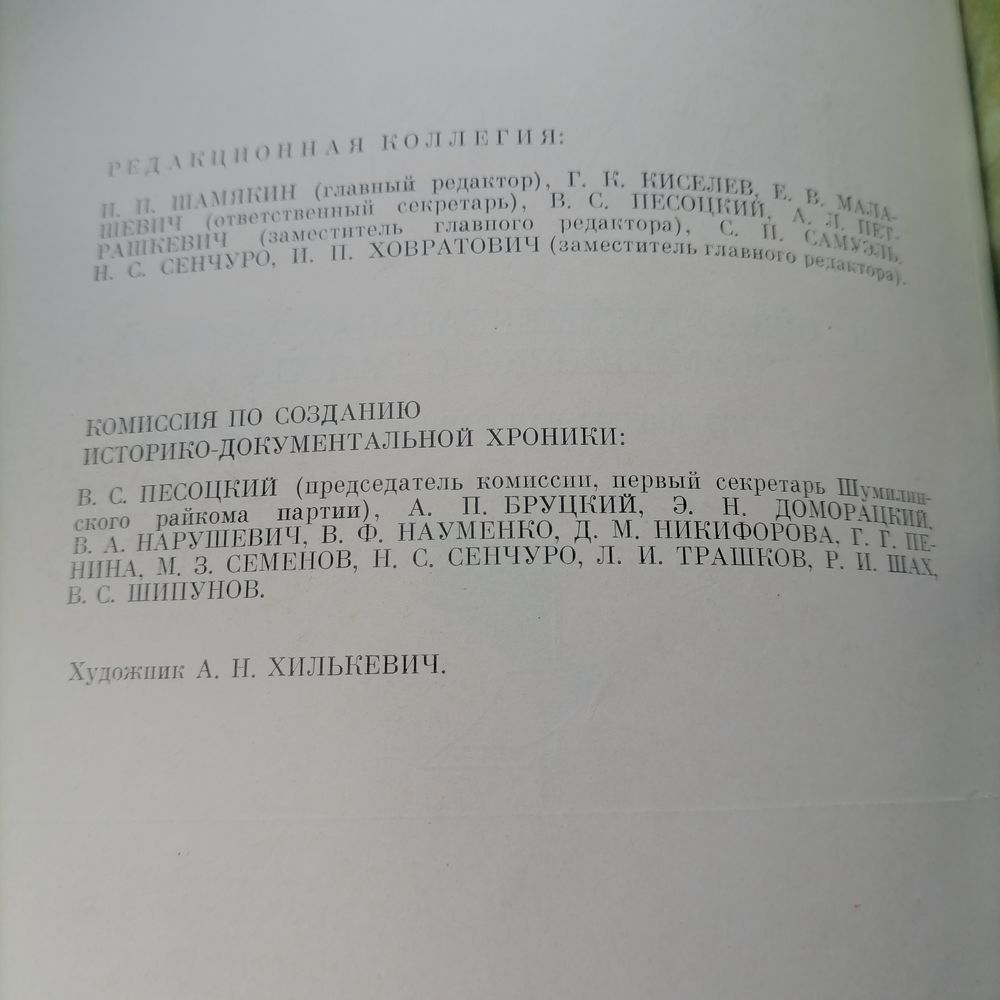 РЕДАКЦИОННАЯ КОЛЛЕГИЯ:
И. П. ШАМЯКИН (главный редактор), Г. К. КИСЕЛЕВ, Е. В. МАЛА-
ШЕВИЧ (ответственный секретарь), В. С. ПЕСОЦКИЙ, А. Л. ПЕТ-
РАШКЕВИЧ (заместитель главного редактора), С. П. САМУЭЛЬ,
Н. С. СЕНЧУРО, И. П. ХОВРАТОВИЧ (заместитель главного редактора).
КОМИССИЯ ПО СОЗДАНИЮ
ИСТОРИКО-ДОКУМЕНТАЛЬНОЙ ХРОНИКИ:
В. С. ПЕСОЦКИЙ (председатель комиссии, первый секретарь Шумилин-
ского райкома партии), А. П. БРУЦКИЙ, Э. Н. ДОМОРАЦКИЙ,
В. А. НАРУШЕВИЧ, В. Ф. НАУМЕНКО, Д. М. НИКИФОРОВА, Г. Г. ПЕ-
НИНА, М. З. СЕМЕНОВ, Н. С. СЕНЧУРО, Л. И. ТРАШКОВ, Р. И. ШАХ,
В. С. ШИПУНОВ.
Художник А. Н. ХИЛЬКЕВИЧ.